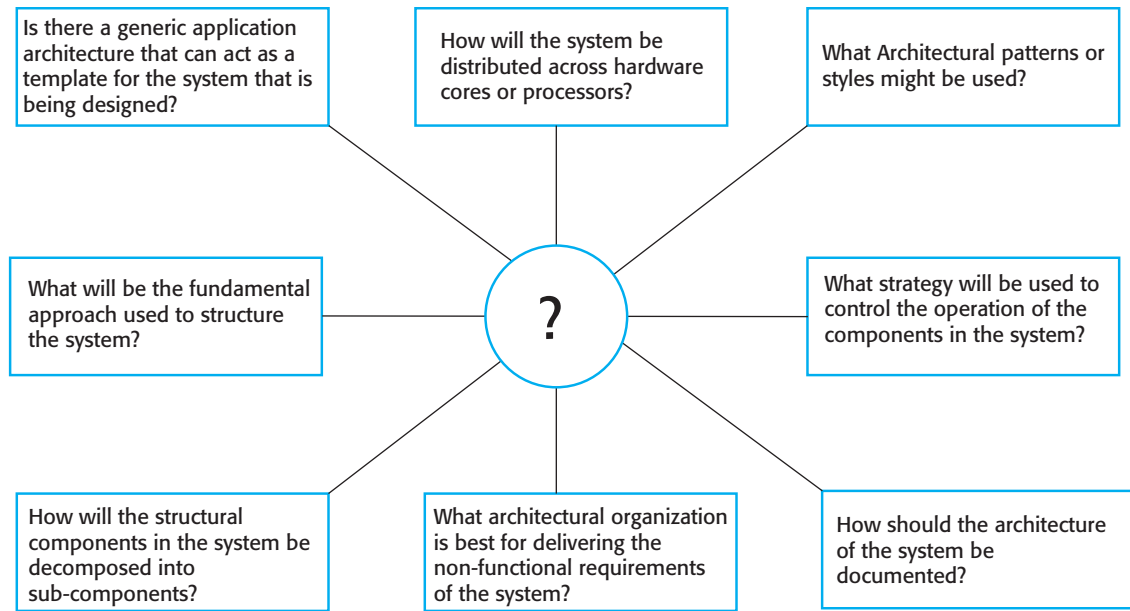 Is there a generic application
architecture that can act as a
template for the system that is
being designed?
How will the system be
distributed across hardware
cores or processors?
What Architectural patterns or
styles might be used?
What will be the fundamental
approach used to structure
the system?
?
What strategy will be used to
control the operation of the
components in the system?
How will the structural
components in the system be
decomposed into
sub-components?
What architectural organization
is best for delivering the
non-functional requirements
of the system?
How should the architecture
of the system be
documented?